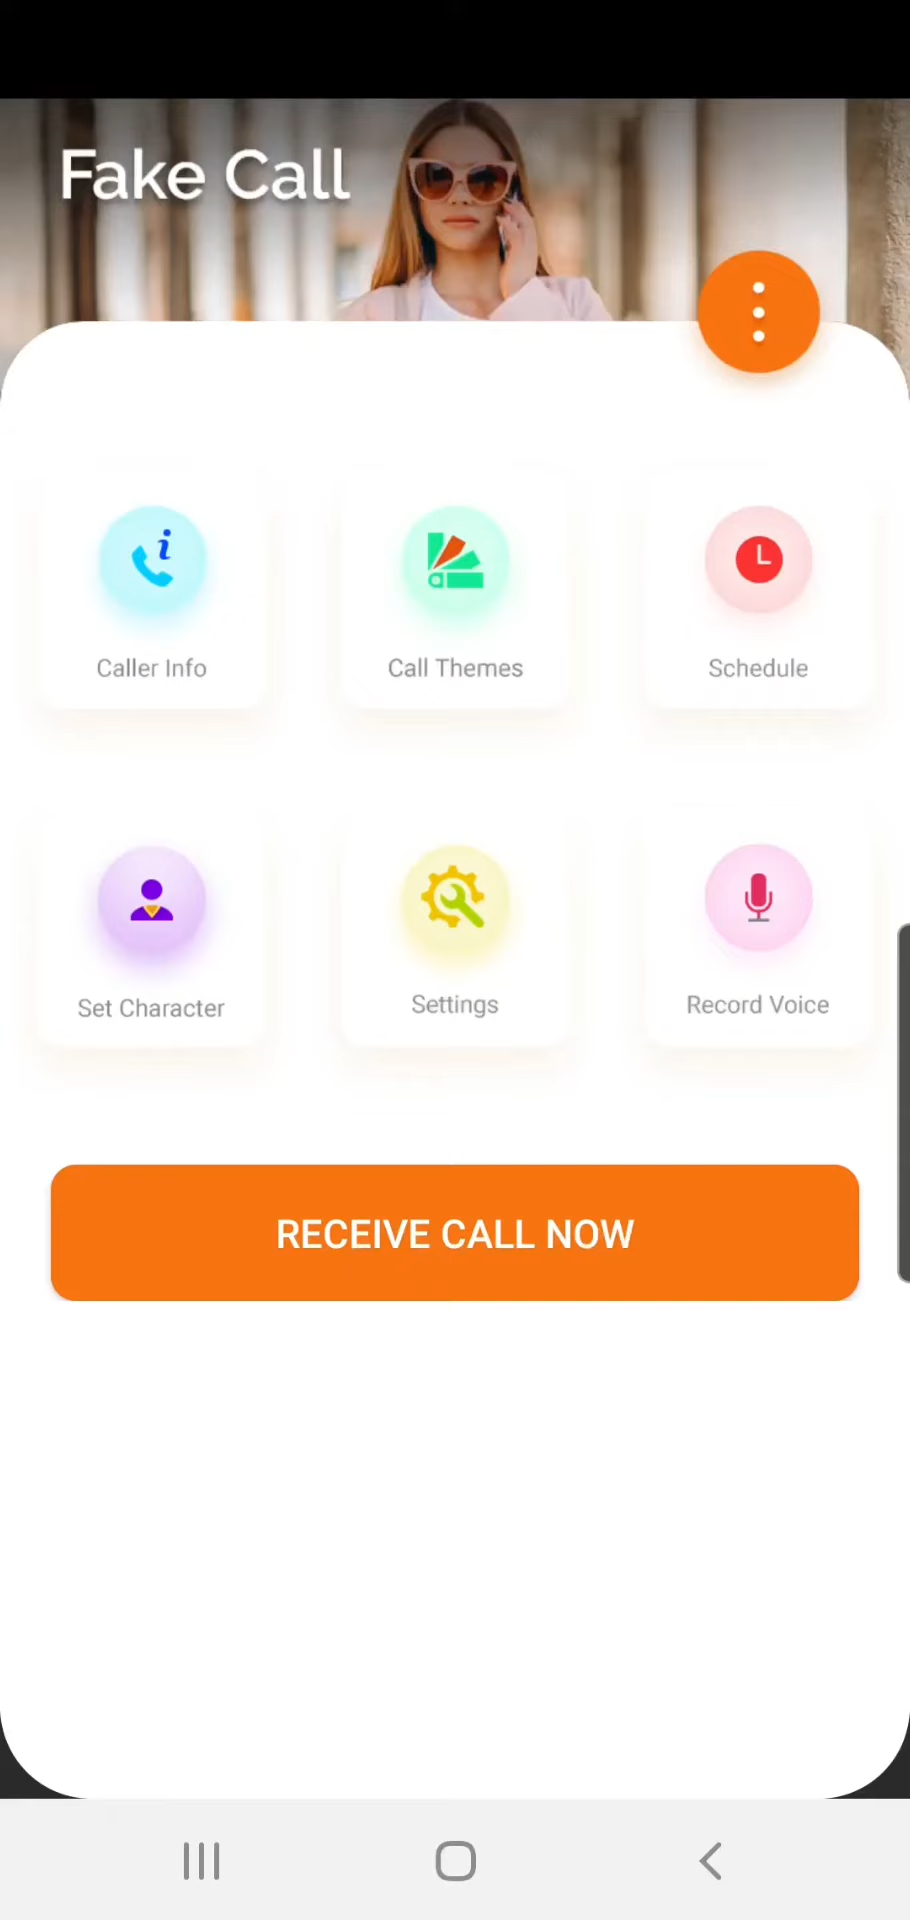 Fake Call
Caller Info
Call Themes
Schedule
Set Character
Settings
Record Voice
RECEIVE CALL NOW